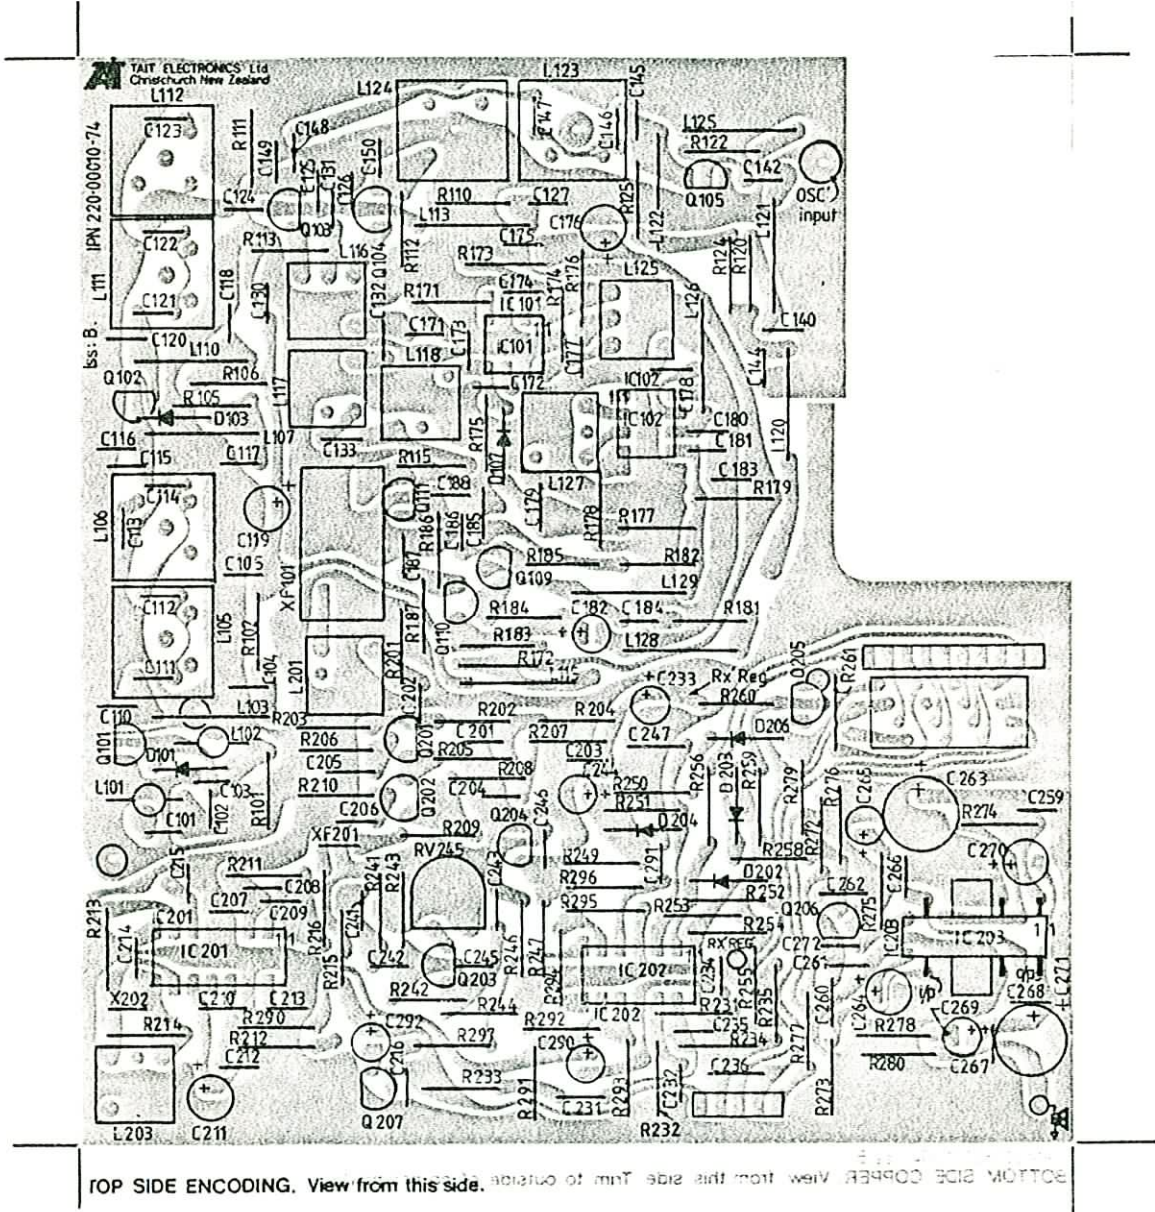 TAIT ELECTRONICS Ltd
Christchurch New Zealand
IPN 220-00010-74
Iss: B.
L112
L124
L123
C145
C123
R111
C149
C148
C125
C131
C126
C150
C147
C146
L125
R122
C142
Q105
OSC
input
C124
Q103
R110
C127
L113
C176
R125
L122
L121
C122
R113
L116
Q104
R112
C175
R173
R124
R120
L111
C118
C130
C132
R171
C174
IC101
R174
R176
L125
L126
C121
C120
C171
C173
IC101
C177
C140
L110
L118
C144
Q102
R106
L117
C172
IC102
C178
R105
D103
IC102
C180
C181
L120
C116
L107
C133
R175
D107
C115
C117
R115
L127
C183
R179
C114
C188
Q111
L106
C113
C119
R186
C186
C185
C179
R178
R177
C105
XF101
C187
Q109
R185
R182
L129
C112
L105
R102
R187
Q110
R184
C182
C184
R181
R183
L128
C104
L201
R201
R172
C233
Rx Reg
R260
Q205
R261
C110
L103
R203
C202
R202
R204
Q101
D101
L102
R206
Q201
C201
R207
C203
C247
D206
C205
R205
R208
R256
D203
R259
R279
R276
C265
C263
L101
C103
R210
Q202
C204
R250
R251
C259
C101
C102
R101
C206
C246
D204
R272
R274
XF201
R209
Q204
C270
C215
R211
R241
R243
RV245
C243
R249
C291
R258
C266
C208
R296
D202
R252
C262
R213
C207
C209
R216
C241
R295
R253
Q206
R275
C201
R254
C214
IC201
R215
C242
C245
Q203
R246
R247
R294
IC202
C234
RX REG
R255
C272
C261
IC203
X202
C210
C213
R242
R244
IC202
R235
C260
C264
C269
C268
C271
R214
R290
R212
C212
C292
R297
R292
C290
C235
R234
R277
R278
C216
R280
C267
R233
R291
R293
C232
C236
R273
L203
C211
Q207
C231
R232
TOP SIDE ENCODING. View from this side.